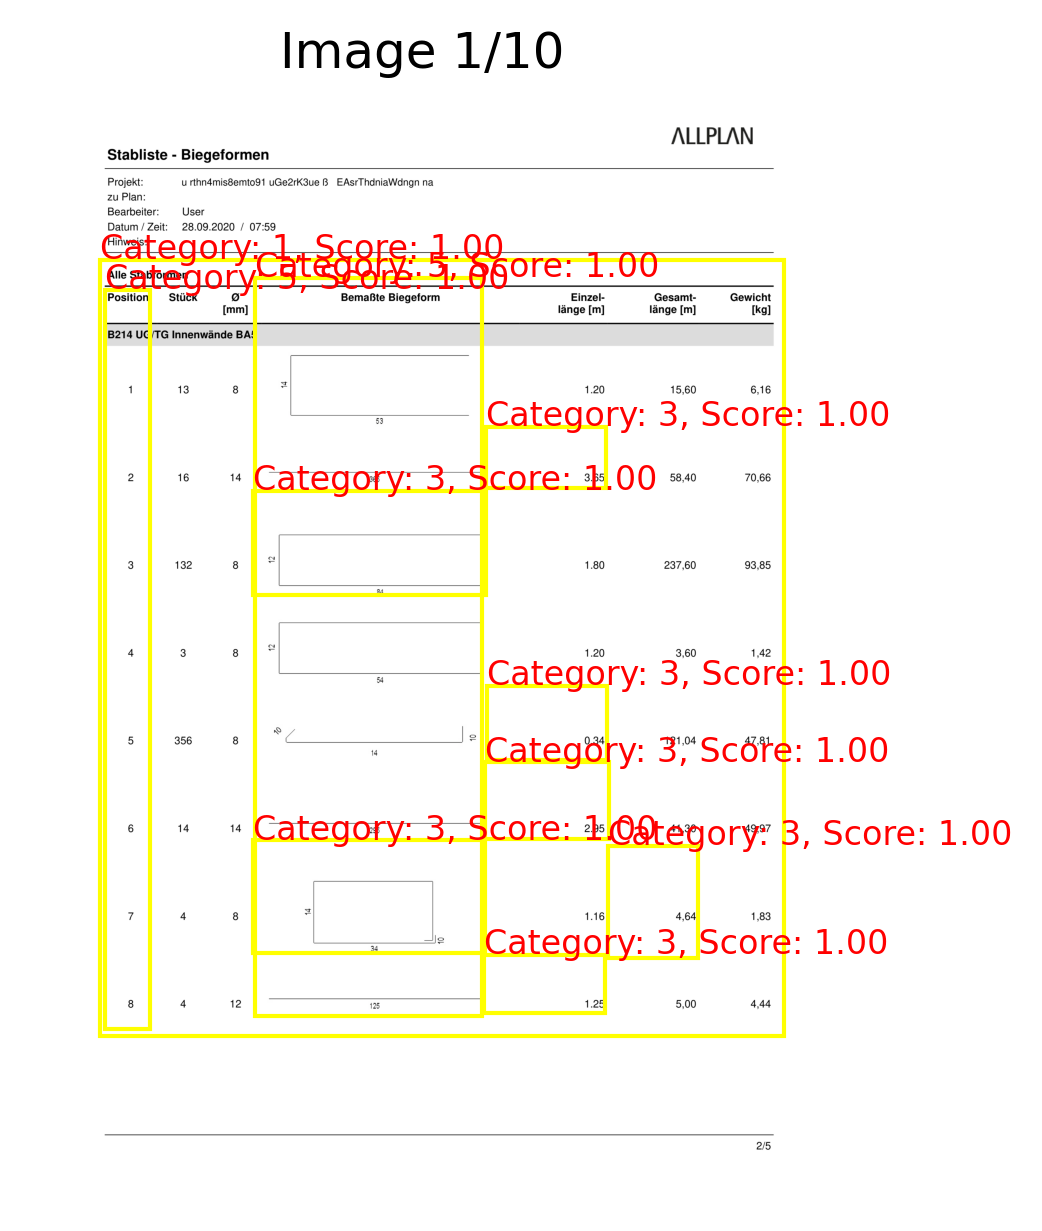 Image 1/10
ALLPLAN
Stabliste - Biegeformen
Projekt: u rthn4mis8emto91 uGe2rK3ue ß EAsrThdniaWdngn na
zu Plan:
Bearbeiter: User
Datum / Zeit: 28.09.2020 / 07:59
Hinweis:
Category: 1, Score: 1.00
Category: 5, Score: 1.00
Category: 5, Score: 1.00
Alle Stabformen
Position Stück Ø [mm] Bemaßte Biegeform Einzel-länge [m] Gesamt-länge [m] Gewicht [kg]
B214 UG/TG Innenwände BA
1 13 8 14 53 1.20 15,60 6,16
Category: 3, Score: 1.00
2 16 14 3.65 58,40 70,66
Category: 3, Score: 1.00
3 132 8 12 84 1.80 237,60 93,85
4 3 8 12 54 1.20 3,60 1,42
Category: 3, Score: 1.00
5 356 8 10 14 10 0.34 121,04 47,81
Category: 3, Score: 1.00
6 14 14 2.95 41,30 49,97
Category: 3, Score: 1.00
Category: 3, Score: 1.00
7 4 8 14 34 10 1.16 4,64 1,83
Category: 3, Score: 1.00
8 4 12 125 1.25 5,00 4,44
2/5